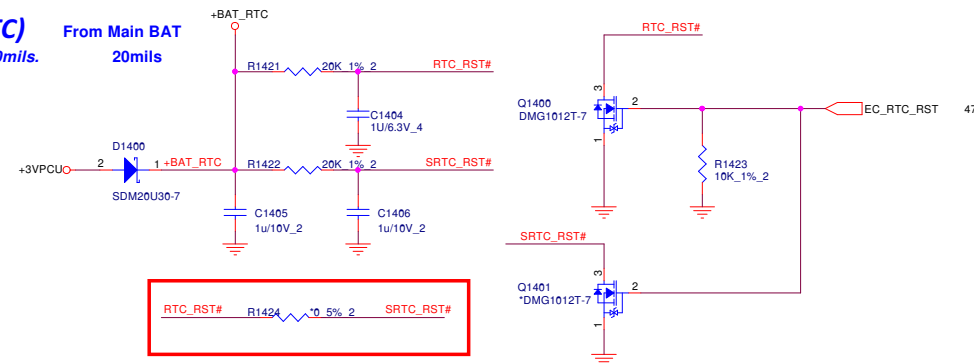 +BAT_RTC
C) From Main BAT
RTC_RST#
mils. 20mils
R1421 20K_1%_2 RTC_RST#
3
Q1400
DMG1012T-7
2
EC_RTC_RST 47
C1404
1U/6.3V_4
1
D1400
R1423
10K_1%_2
+3VPCU 2 1 +BAT_RTC R1422 20K_1%_2 SRTC_RST#
SDM20U30-7
C1405
1u/10V_2
C1406
1u/10V_2
SRTC_RST#
3
Q1401
*DMG1012T-7
2
1
RTC_RST# R1424 *0_5%_2 SRTC_RST#